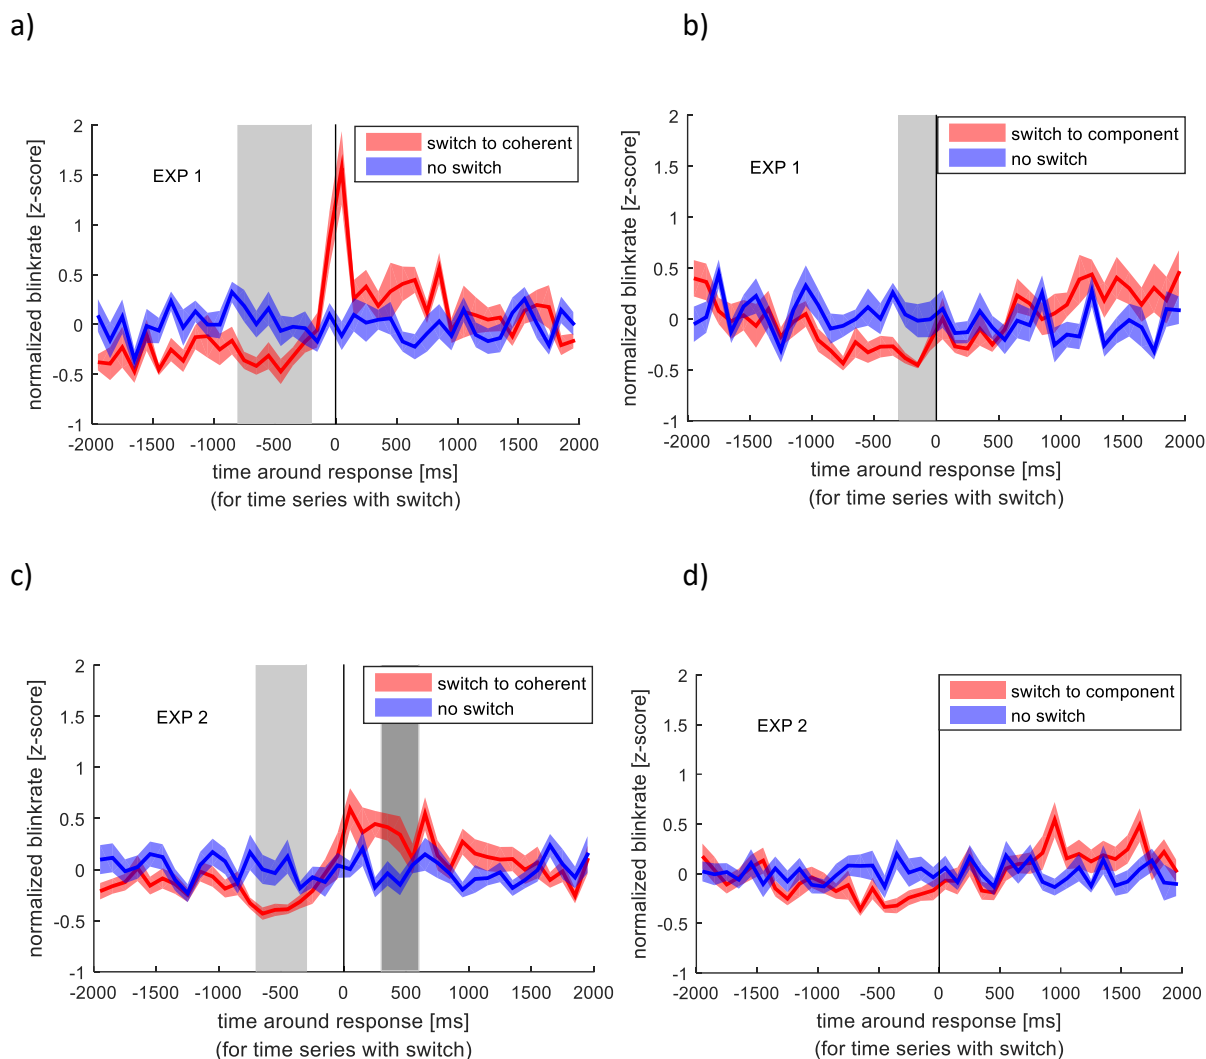 a)
b)
2
1.5
1
0.5
0
-0.5
-1
normalized blinkrate [z-score]
EXP 1
switch to coherent
no switch
-2000 -1500 -1000 -500 0 500 1000 1500 2000
time around response [ms]
(for time series with switch)
2
1.5
1
0.5
0
-0.5
-1
normalized blinkrate [z-score]
EXP 1
switch to component
no switch
-2000 -1500 -1000 -500 0 500 1000 1500 2000
time around response [ms]
(for time series with switch)
c)
d)
2
1.5
1
0.5
0
-0.5
-1
normalized blinkrate [z-score]
EXP 2
switch to coherent
no switch
-2000 -1500 -1000 -500 0 500 1000 1500 2000
time around response [ms]
(for time series with switch)
2
1.5
1
0.5
0
-0.5
-1
normalized blinkrate [z-score]
EXP 2
switch to component
no switch
-2000 -1500 -1000 -500 0 500 1000 1500 2000
time around response [ms]
(for time series with switch)